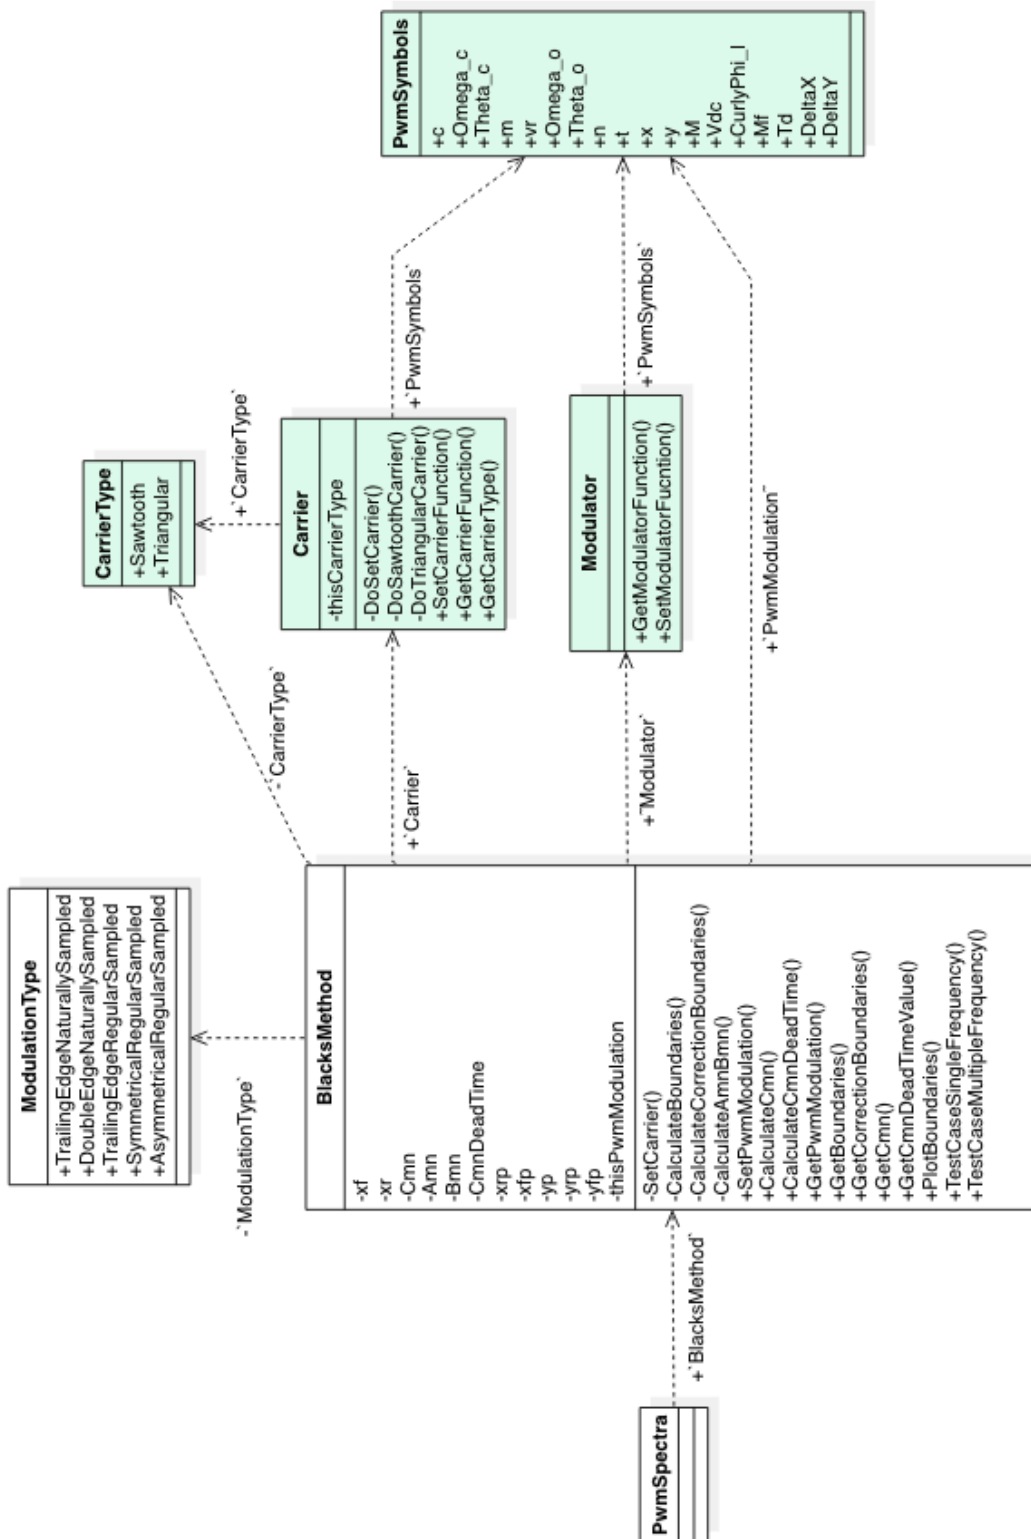 PwmSymbols
+c
+Omega_c
+Theta_c
+m
+vr
+Omega_o
+Theta_o
+n
+t
+x
+y
+M
+Vdc
+CurlyPhi_I
+Mf
+Td
+DeltaX
+DeltaY
+`PwmSymbols`
+`PwmSymbols`
+`PwmModulation`
CarrierType
+Sawtooth
+Triangular
+`CarrierType`
Carrier
-thisCarrierType
-DoSetCarrier()
-DoSawtoothCarrier()
-DoTriangularCarrier()
+SetCarrierFunction()
+GetCarrierFunction()
+GetCarrierType()
Modulator
+GetModulatorFunction()
+SetModulatorFucntion()
-`CarrierType`
+`Carrier`
+`Modulator`
ModulationType
+TrailingEdgeNaturallySampled
+DoubleEdgeNaturallySampled
+TrailingEdgeRegularSampled
+SymmetricalRegularSampled
+AsymmetricalRegularSampled
-`ModulationType`
BlacksMethod
-xf
-xr
-Cmn
-Amn
-Bmn
-CmnDeadTime
-xrp
-xfp
-yp
-yrp
-yfp
-thisPwmModulation
-SetCarrier()
-CalculateBoundaries()
-CalculateCorrectionBoundaries()
-CalculateAmnBmn()
+SetPwmModulation()
+CalculateCmn()
+CalculateCmnDeadTime()
+GetPwmModulation()
+GetBoundaries()
+GetCorrectionBoundaries()
+GetCmn()
+GetCmnDeadTimeValue()
+PlotBoundaries()
+TestCaseSingleFrequency()
+TestCaseMultipleFrequency()
+`BlacksMethod`
PwmSpectra